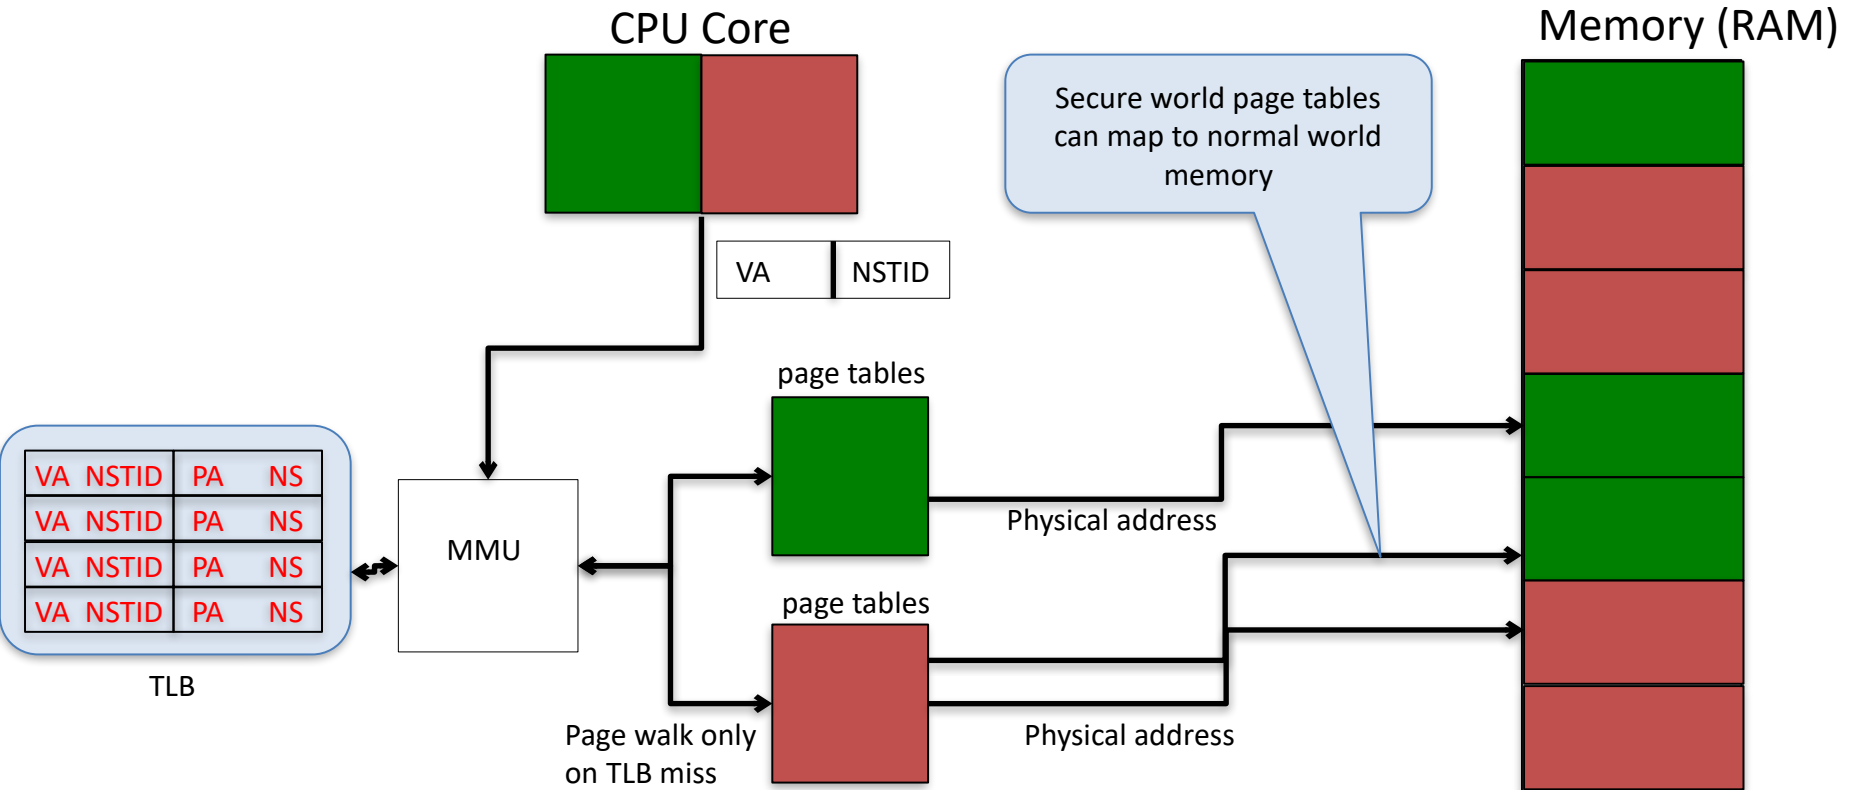 CPU Core
Memory (RAM)
Secure world page tables
can map to normal world
memory
VA NSTID
page tables
VA NSTID PA NS
VA NSTID PA NS
VA NSTID PA NS
VA NSTID PA NS
TLB
MMU
Physical address
page tables
Page walk only
on TLB miss
Physical address